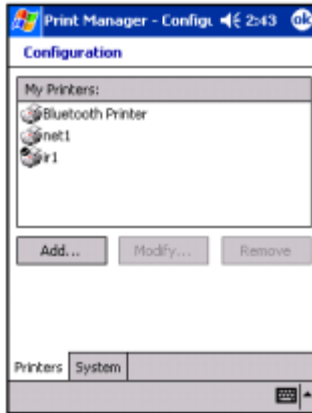 Print Manager - Configu 2:43 ok
Configuration
My Printers:
Bluetooth Printer
net1
ir1
Add... Modify... Remove
Printers System